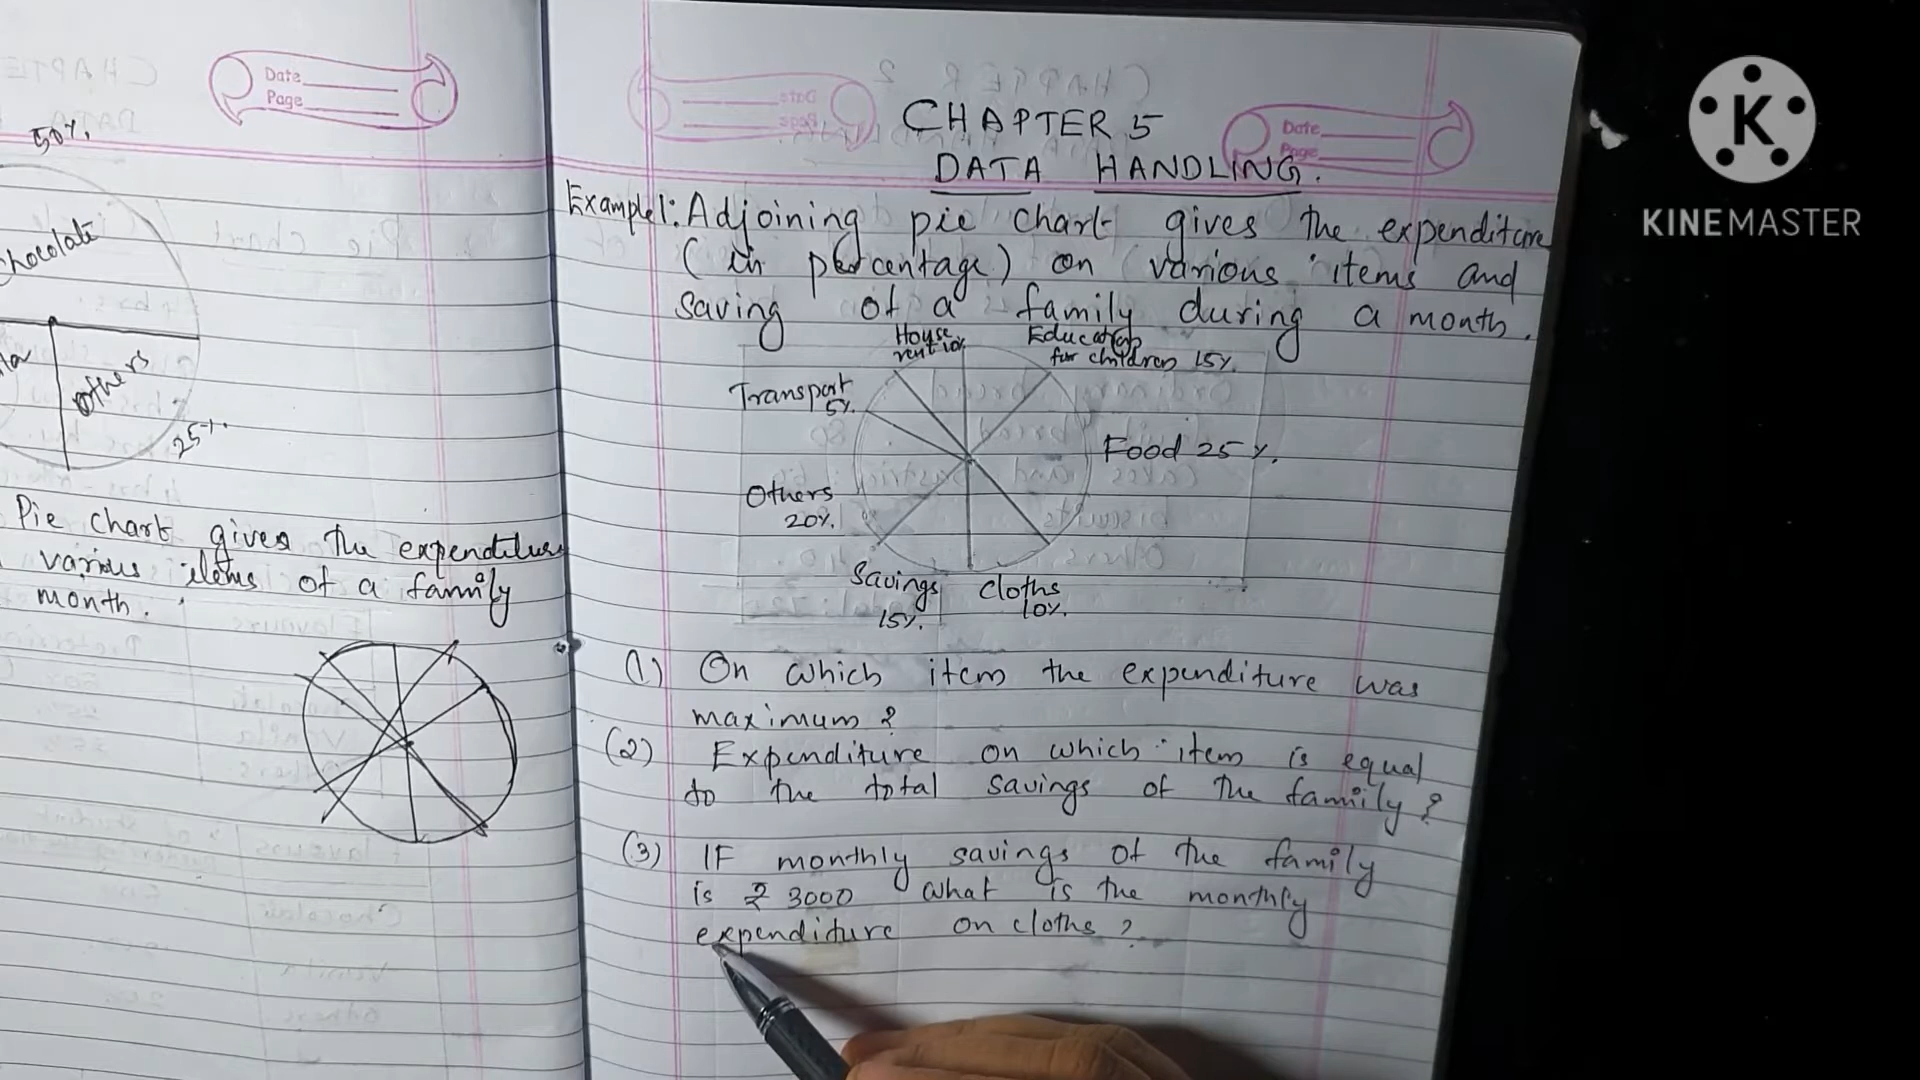 Date
Page
50%.
chocolate
others
25%.
Pie chart gives the expenditure
various items of a family
month.
Date
Page
CHAPTER 5
DATA HANDLING.
Example1: Adjoining pie chart gives the expenditure
(in percentage) on various items and
saving of a family during a month.
House
rent 10%
Education
for children 15%.
Transport
5%.
Food 25%.
Others
20%.
Savings
15%.
Cloths
10%.
(1) On which item the expenditure was
maximum?
(2) Expenditure on which item is equal
to the total savings of the family?
(3) IF monthly savings of the family
is ₹ 3000 what is the monthly
expenditure on cloths?
K
KINEMASTER